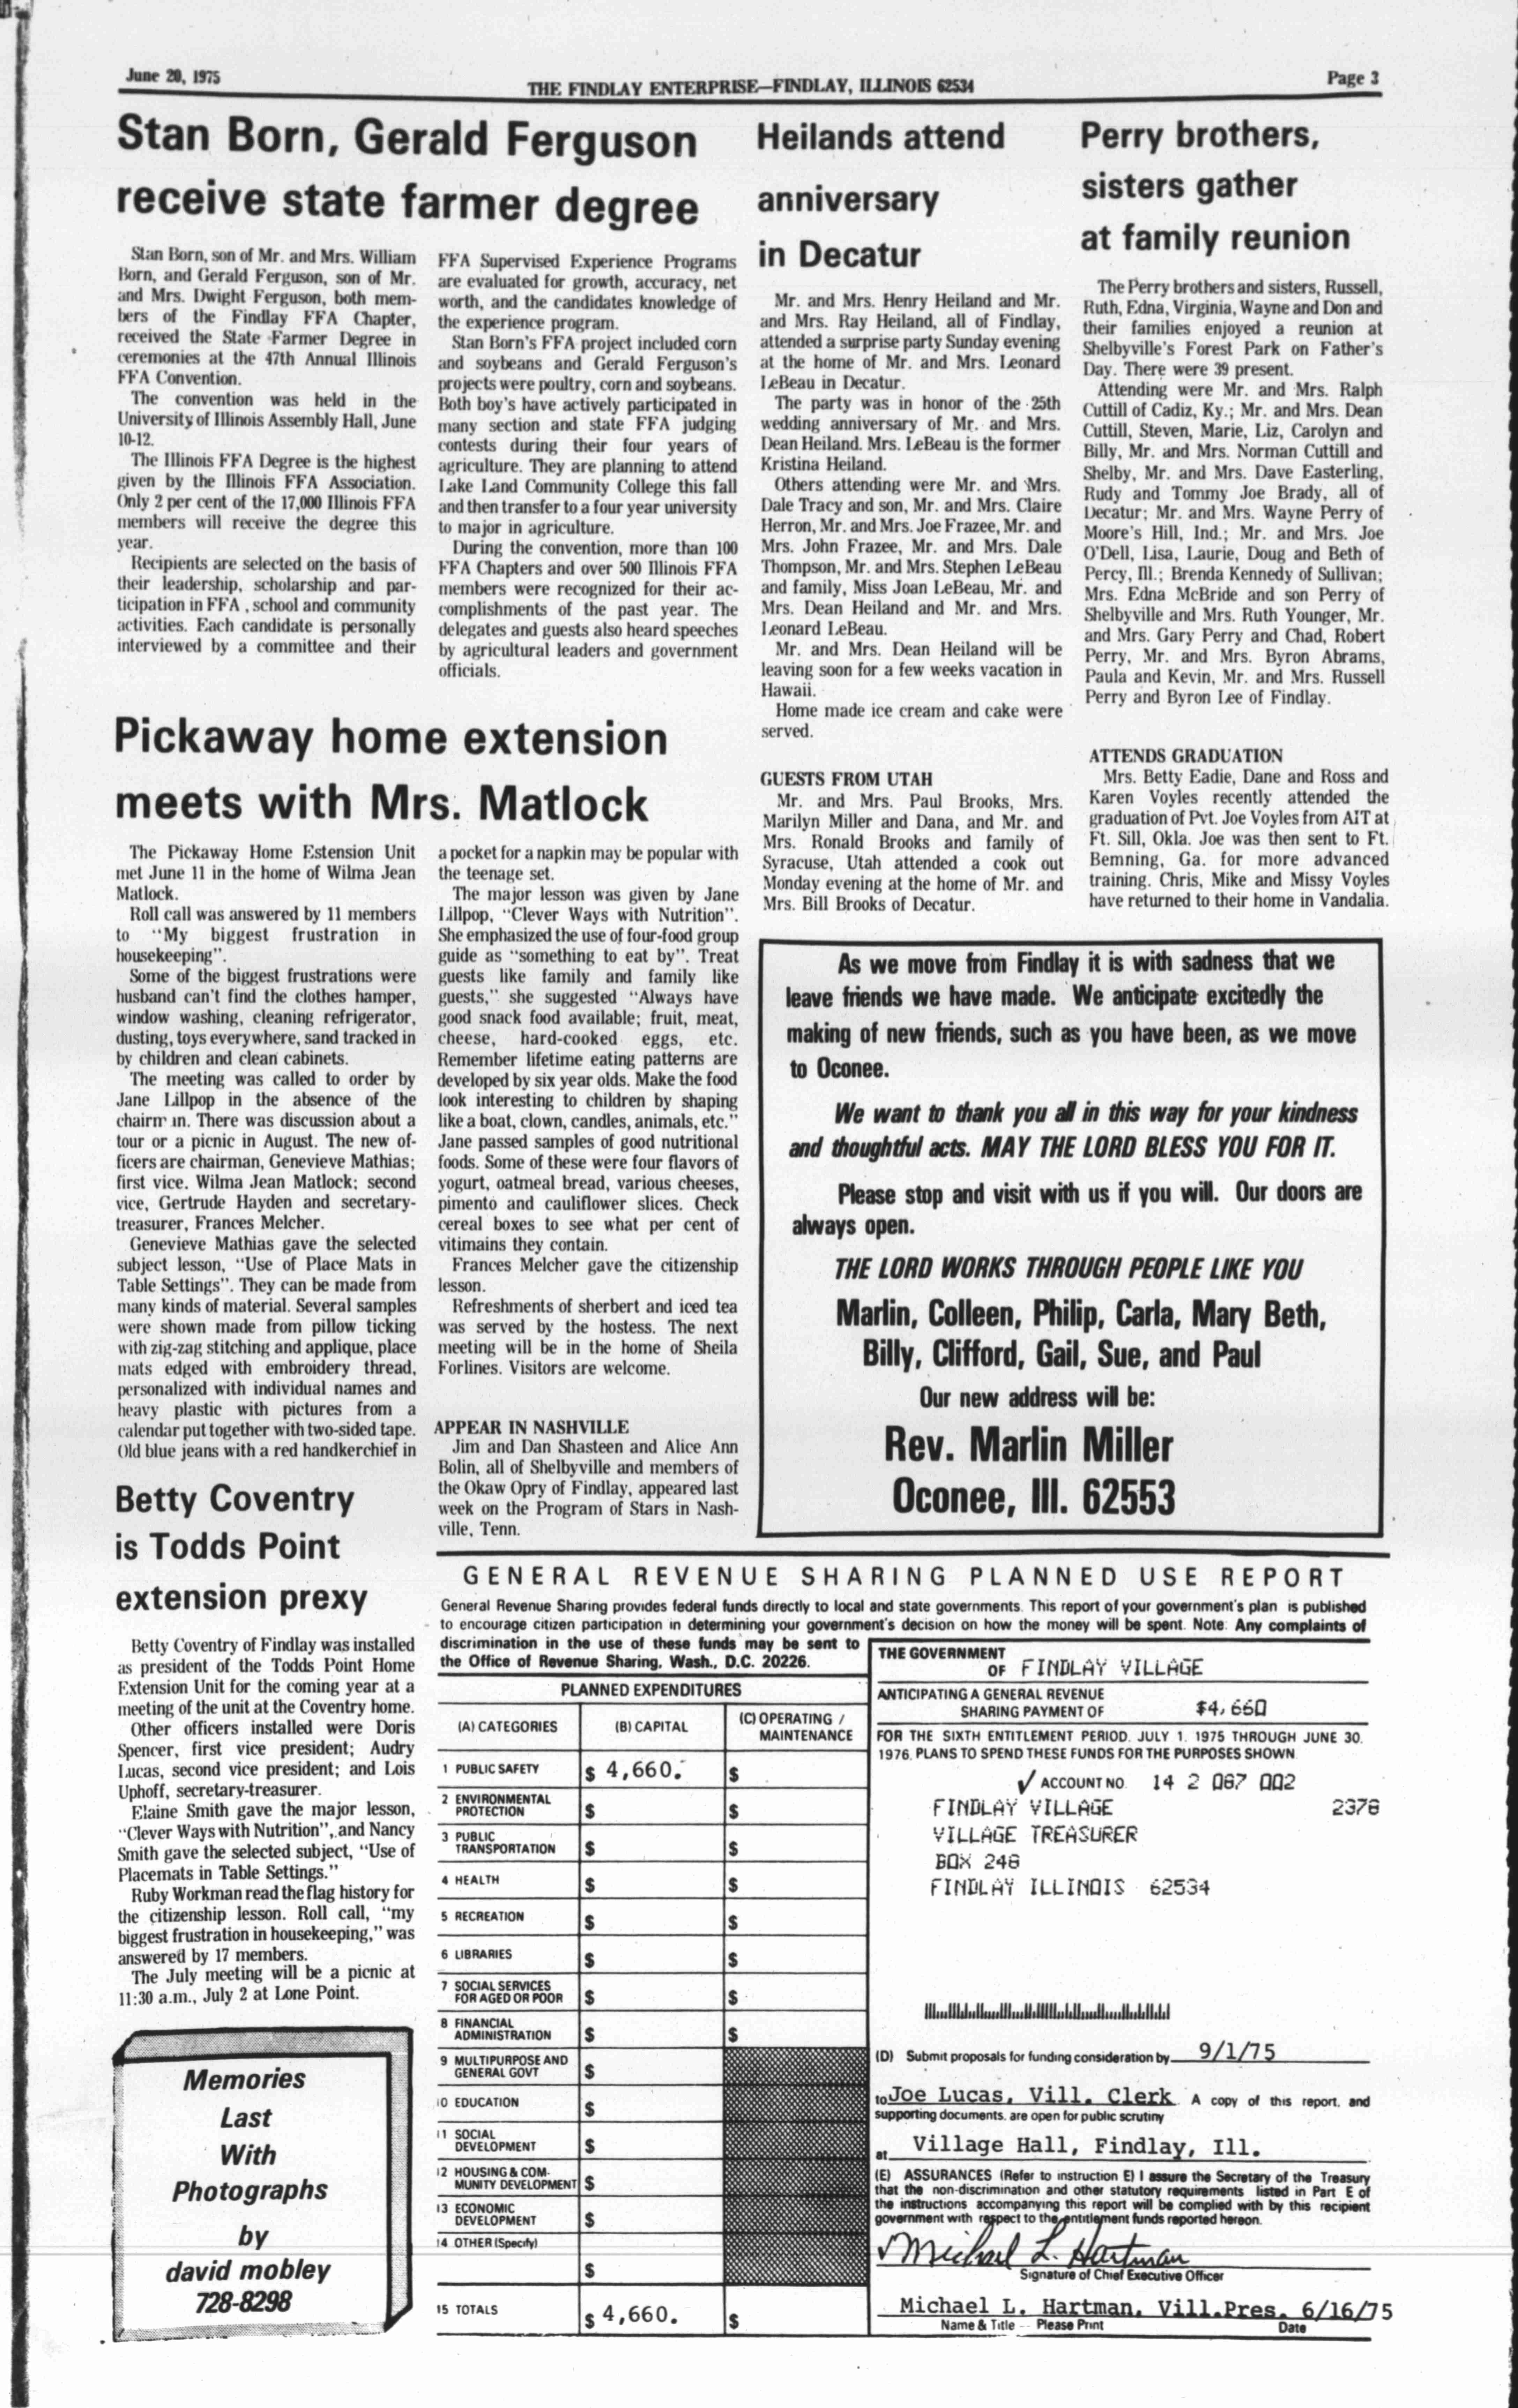 June 20, 1975
THE FINDLAY ENTERPRISE—FINDLAY, ILLINOIS 62534
Page 3
Stan Born, Gerald Ferguson
receive state farmer degree
Stan Born, son of Mr. and Mrs. William
Born, and Gerald Ferguson, son of Mr.
and Mrs. Dwight Ferguson, both mem-
bers of the Findlay FFA Chapter,
received the State Farmer Degree in
ceremonies at the 47th Annual Illinois
FFA Convention.
The convention was held in the
University of Illinois Assembly Hall, June
10-12.
The Illinois FFA Degree is the highest
given by the Illinois FFA Association.
Only 2 per cent of the 17,000 Illinois FFA
members will receive the degree this
year.
Recipients are selected on the basis of
their leadership, scholarship and par-
ticipation in FFA , school and community
activities. Each candidate is personally
interviewed by a committee and their
FFA Supervised Experience Programs
are evaluated for growth, accuracy, net
worth, and the candidates knowledge of
the experience program.
Stan Born's FFA project included corn
and soybeans and Gerald Ferguson's
projects were poultry, corn and soybeans.
Both boy's have actively participated in
many section and state FFA judging
contests during their four years of
agriculture. They are planning to attend
Lake Land Community College this fall
and then transfer to a four year university
to major in agriculture.
During the convention, more than 100
FFA Chapters and over 500 Illinois FFA
members were recognized for their ac-
complishments of the past year. The
delegates and guests also heard speeches
by agricultural leaders and government
officials.
Heilands attend
anniversary
in Decatur
Mr. and Mrs. Henry Heiland and Mr.
and Mrs. Ray Heiland, all of Findlay,
attended a surprise party Sunday evening
at the home of Mr. and Mrs. Leonard
LeBeau in Decatur.
The party was in honor of the 25th
wedding anniversary of Mr. and Mrs.
Dean Heiland. Mrs. LeBeau is the former
Kristina Heiland.
Others attending were Mr. and Mrs.
Dale Tracy and son, Mr. and Mrs. Claire
Herron, Mr. and Mrs. Joe Frazee, Mr. and
Mrs. John Frazee, Mr. and Mrs. Dale
Thompson, Mr. and Mrs. Stephen LeBeau
and family, Miss Joan LeBeau, Mr. and
Mrs. Dean Heiland and Mr. and Mrs.
Leonard LeBeau.
Mr. and Mrs. Dean Heiland will be
leaving soon for a few weeks vacation in
Hawaii.
Home made ice cream and cake were
served.
GUESTS FROM UTAH
Mr. and Mrs. Paul Brooks, Mrs.
Marilyn Miller and Dana, and Mr. and
Mrs. Ronald Brooks and family of
Syracuse, Utah attended a cook out
Monday evening at the home of Mr. and
Mrs. Bill Brooks of Decatur.
Perry brothers,
sisters gather
at family reunion
The Perry brothers and sisters, Russell,
Ruth, Edna, Virginia, Wayne and Don and
their families enjoyed a reunion at
Shelbyville's Forest Park on Father's
Day. There were 39 present.
Attending were Mr. and Mrs. Ralph
Cuttill of Cadiz, Ky.; Mr. and Mrs. Dean
Cuttill, Steven, Marie, Liz, Carolyn and
Billy, Mr. and Mrs. Norman Cuttill and
Shelby, Mr. and Mrs. Dave Easterling,
Rudy and Tommy Joe Brady, all of
Decatur; Mr. and Mrs. Wayne Perry of
Moore's Hill, Ind.; Mr. and Mrs. Joe
O'Dell, Lisa, Laurie, Doug and Beth of
Percy, Ill.; Brenda Kennedy of Sullivan;
Mrs. Edna McBride and son Perry of
Shelbyville and Mrs. Ruth Younger, Mr.
and Mrs. Gary Perry and Chad, Robert
Perry, Mr. and Mrs. Byron Abrams,
Paula and Kevin, Mr. and Mrs. Russell
Perry and Byron Lee of Findlay.
ATTENDS GRADUATION
Mrs. Betty Eadie, Dane and Ross and
Karen Voyles recently attended the
graduation of Pvt. Joe Voyles from AIT at
Ft. Sill, Okla. Joe was then sent to Ft.
Bemning, Ga. for more advanced
training. Chris, Mike and Missy Voyles
have returned to their home in Vandalia.
Pickaway home extension
meets with Mrs. Matlock
The Pickaway Home Estension Unit
met June 11 in the home of Wilma Jean
Matlock.
Roll call was answered by 11 members
to "My biggest frustration in
housekeeping".
Some of the biggest frustrations were
husband can't find the clothes hamper,
window washing, cleaning refrigerator,
dusting, toys everywhere, sand tracked in
by children and clean cabinets.
The meeting was called to order by
Jane Lillpop in the absence of the
There was discussion about a
tour or a picnic in August. The new of-
ficers are chairman, Genevieve Mathias;
first vice. Wilma Jean Matlock; second
vice, Gertrude Hayden and secretary-
treasurer, Frances Melcher.
Genevieve Mathias gave the selected
subject lesson, "Use of Place Mats in
Table Settings". They can be made from
many kinds of material. Several samples
were shown made from pillow ticking
with zig-zag stitching and applique, place
mats edged with embroidery thread,
personalized with individual names and
heavy plastic with pictures from a
calendar put together with two-sided tape.
Old blue jeans with a red handkerchief in
a pocket for a napkin may be popular with
the teenage set.
The major lesson was given by Jane
Lillpop, "Clever Ways with Nutrition".
She emphasized the use of four-food group
guide as "something to eat by". Treat
guests like family and family like
guests," she suggested "Always have
good snack food available; fruit, meat,
cheese, hard-cooked eggs, etc.
Remember lifetime eating patterns are
developed by six year olds. Make the food
look interesting to children by shaping
like a boat, clown, candles, animals, etc."
Jane passed samples of good nutritional
foods. Some of these were four flavors of
yogurt, oatmeal bread, various cheeses,
pimento and cauliflower slices. Check
cereal boxes to see what per cent of
vitimains they contain.
Frances Melcher gave the citizenship
lesson.
Refreshments of sherbert and iced tea
was served by the hostess. The next
meeting will be in the home of Sheila
Forlines. Visitors are welcome.
APPEAR IN NASHVILLE
Jim and Dan Shasteen and Alice Ann
Bolin, all of Shelbyville and members of
the Okaw Opry of Findlay, appeared last
week on the Program of Stars in Nash-
ville, Tenn.
As we move from Findlay it is with sadness that we
leave friends we have made. We anticipate excitedly the
making of new friends, such as you have been, as we move
to Oconee.
We want to thank you all in this way for your kindness
and thoughtful acts. MAY THE LORD BLESS YOU FOR IT.
Please stop and visit with us if you will. Our doors are
always open.
THE LORD WORKS THROUGH PEOPLE LIKE YOU
Marlin, Colleen, Philip, Carla, Mary Beth,
Billy, Clifford, Gail, Sue, and Paul
Our new address will be:
Rev. Marlin Miller
Oconee, Ill. 62553
Betty Coventry
is Todds Point
extension prexy
Betty Coventry of Findlay was installed
as president of the Todds Point Home
Extension Unit for the coming year at a
meeting of the unit at the Coventry home.
Other officers installed were Doris
Spencer, first vice president; Audry
Lucas, second vice president; and Lois
Uphoff, secretary-treasurer.
Elaine Smith gave the major lesson,
"Clever Ways with Nutrition", and Nancy
Smith gave the selected subject, "Use of
Placemats in Table Settings."
Ruby Workman read the flag history for
the citizenship lesson. Roll call, "my
biggest frustration in housekeeping," was
answered by 17 members.
The July meeting will be a picnic at
11:30 a.m., July 2 at Lone Point.
Memories
Last
With
Photographs
by
david mobley
728-8298
GENERAL REVENUE SHARING PLANNED USE REPORT
General Revenue Sharing provides federal funds directly to local and state governments. This report of your government's plan is published
to encourage citizen participation in determining your government's decision on how the money will be spent. Note: Any complaints of
discrimination in the use of these funds may be sent to
the Office of Revenue Sharing, Wash., D.C. 20226.
PLANNED EXPENDITURES
(A) CATEGORIES (B) CAPITAL (C) OPERATING / MAINTENANCE
1 PUBLIC SAFETY $ 4,660. $
2 ENVIRONMENTAL PROTECTION $ $
3 PUBLIC TRANSPORTATION $ $
4 HEALTH $ $
5 RECREATION $ $
6 LIBRARIES $ $
7 SOCIAL SERVICES FOR AGED OR POOR $ $
8 FINANCIAL ADMINISTRATION $ $
9 MULTIPURPOSE AND GENERAL GOVT $
10 EDUCATION $
11 SOCIAL DEVELOPMENT $
12 HOUSING & COM- MUNITY DEVELOPMENT $
13 ECONOMIC DEVELOPMENT $
14 OTHER (Specify)
$
15 TOTALS $ 4,660. $
THE GOVERNMENT
OF FINDLAY VILLAGE
ANTICIPATING A GENERAL REVENUE
SHARING PAYMENT OF $4,660
FOR THE SIXTH ENTITLEMENT PERIOD, JULY 1, 1975 THROUGH JUNE 30,
1976, PLANS TO SPEND THESE FUNDS FOR THE PURPOSES SHOWN
✓ ACCOUNT NO. 14 2 087 002
FINDLAY VILLAGE 2378
VILLAGE TREASURER
BOX 248
FINDLAY ILLINOIS 62534
(D) Submit proposals for funding consideration by 9/1/75
to Joe Lucas, Vill. Clerk A copy of this report, and
supporting documents, are open for public scrutiny
at Village Hall, Findlay, Ill.
(E) ASSURANCES (Refer to instruction E) I assure the Secretary of the Treasury
that the non-discrimination and other statutory requirements listed in Part E of
the instructions accompanying this report will be complied with by this recipient
government with respect to the entitlement funds reported hereon.
✓ Michael L. Hartman
Signature of Chief Executive Officer
Michael L. Hartman, Vill.Pres. 6/16/75
Name & Title -- Please Print Date